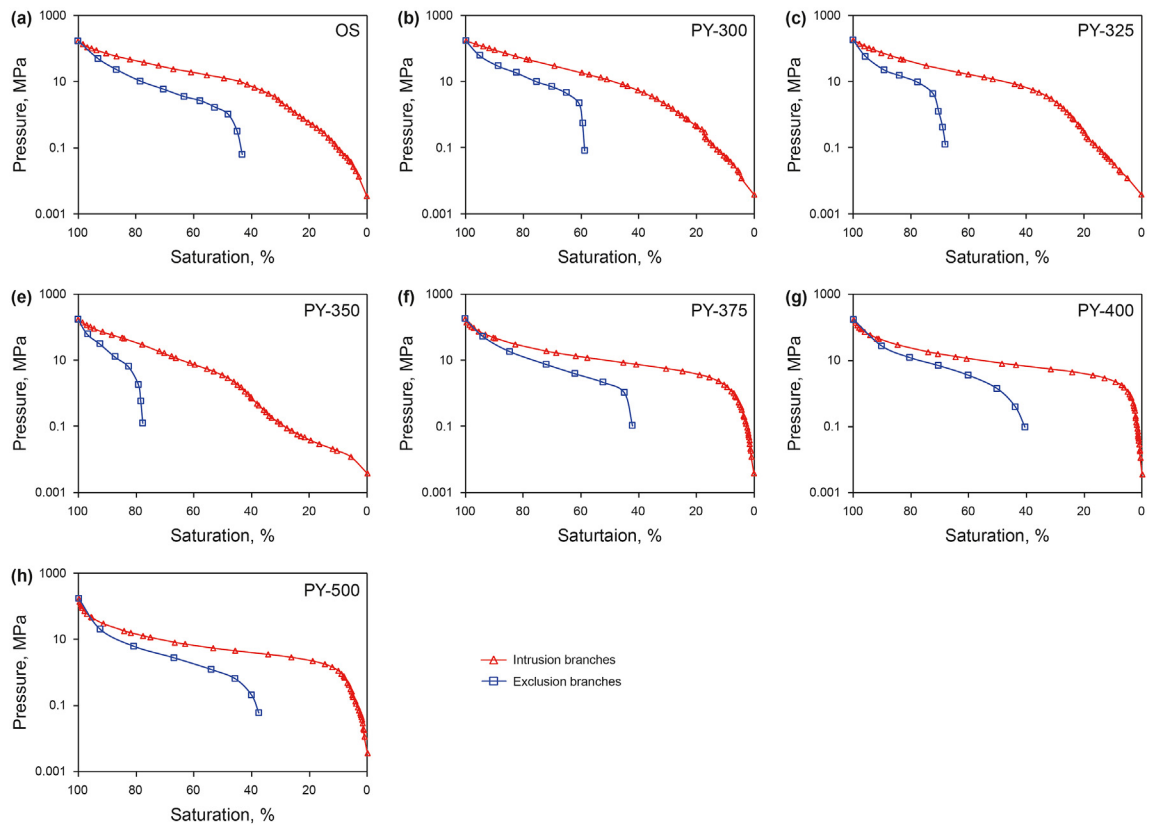 (a)
OS
1000
10
0.1
0.001
Pressure, MPa
100 80 60 40 20 0
Saturation, %
(b)
PY-300
1000
10
0.1
0.001
Pressure, MPa
100 80 60 40 20 0
Saturation, %
(c)
PY-325
1000
10
0.1
0.001
Pressure, MPa
100 80 60 40 20 0
Saturation, %
(e)
PY-350
1000
10
0.1
0.001
Pressure, MPa
100 80 60 40 20 0
Saturation, %
(f)
PY-375
1000
10
0.1
0.001
Pressure, MPa
100 80 60 40 20 0
Saturtaion, %
(g)
PY-400
1000
10
0.1
0.001
Pressure, MPa
100 80 60 40 20 0
Saturation, %
(h)
PY-500
1000
10
0.1
0.001
Pressure, MPa
100 80 60 40 20 0
Saturation, %
Intrusion branches
Exclusion branches